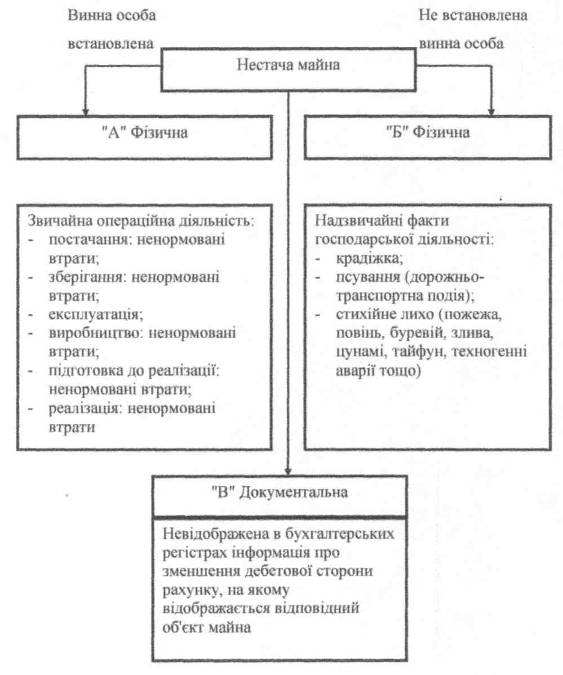 Винна особа
встановлена
Не встановлена
винна особа
Нестача майна
"А" Фізична
"Б" Фізична
Звичайна операційна діяльність:
- постачання: ненормовані
втрати;
- зберігання: ненормовані
втрати;
- експлуатація;
- виробництво: ненормовані
втрати;
- підготовка до реалізації:
ненормовані втрати;
- реалізація: ненормовані
втрати
Надзвичайні факти
господарської діяльності:
- крадіжка;
- псування (дорожньо-
транспортна подія);
- стихійне лихо (пожежа,
повінь, буревій, злива,
цунамі, тайфун, техногенні
аварії тощо)
"В" Документальна
Невідображена в бухгалтерських
регістрах інформація про
зменшення дебетової сторони
рахунку, на якому
відображається відповідний
об'єкт майна